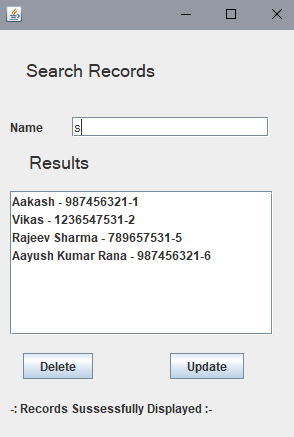 Search Records
Name s
Results
Aakash - 987456321-1
Vikas - 1236547531-2
Rajeev Sharma - 789657531-5
Aayush Kumar Rana - 987456321-6
Delete Update
-: Records Sussessfully Displayed :-